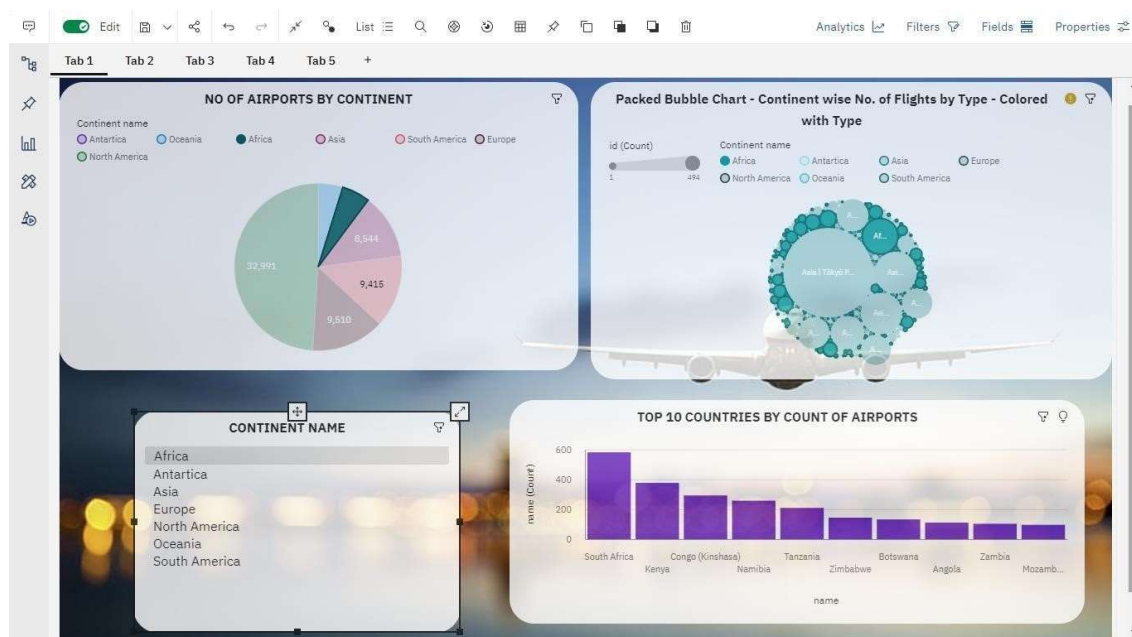 Edit
List
Analytics
Filters
Fields
Properties
Tab 1 Tab 2 Tab 3 Tab 4 Tab 5 +
NO OF AIRPORTS BY CONTINENT
Continent name
Antartica Oceania Africa Asia South America Europe
North America
8,544
32,991
9,415
9,510
Packed Bubble Chart - Continent wise No. of Flights by Type - Colored
with Type
id (Count)
1 494
Continent name
Africa Antartica Asia Europe
North America Oceania South America
A...
Af...
Asia | Tōkyō P...
Asi...
As...
A...
A...
A...
A...
CONTINENT NAME
Africa
Antartica
Asia
Europe
North America
Oceania
South America
TOP 10 COUNTRIES BY COUNT OF AIRPORTS
name (Count)
600
400
200
0
South Africa Congo (Kinshasa) Tanzania Botswana Zambia
Kenya Namibia Zimbabwe Angola Mozamb...
name